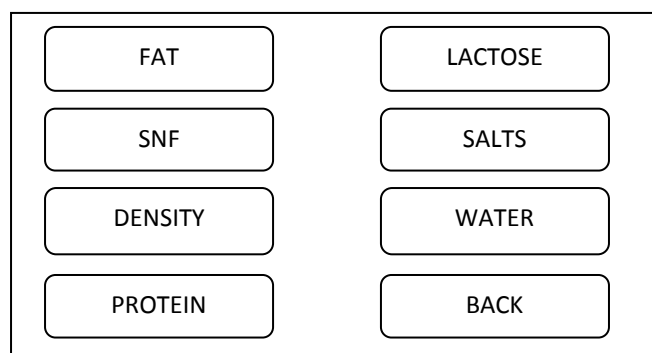 FAT
LACTOSE
SNF
SALTS
DENSITY
WATER
PROTEIN
BACK